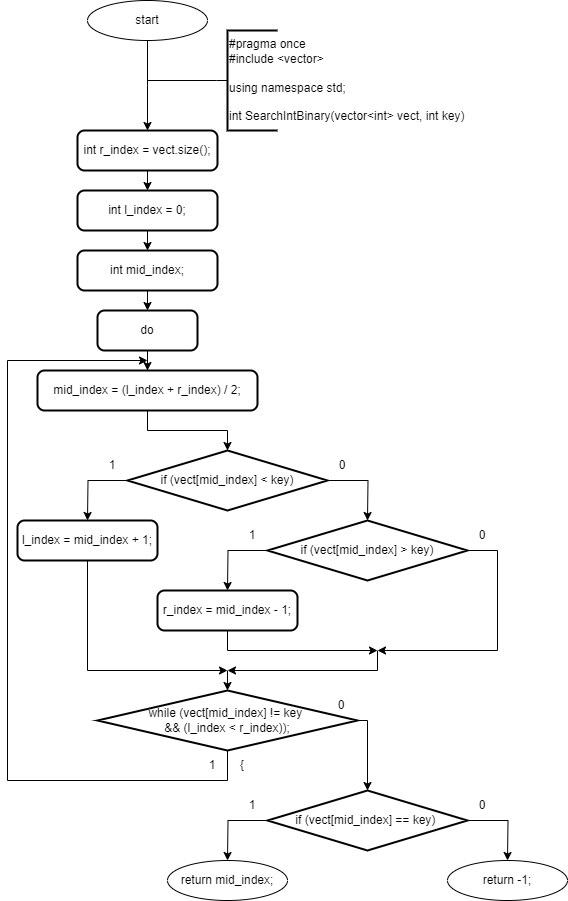 start
#pragma once
#include <vector>
using namespace std;
int SearchIntBinary(vector<int> vect, int key)
int r_index = vect.size();
int l_index = 0;
int mid_index;
do
mid_index = (l_index + r_index) / 2;
1
if (vect[mid_index] < key)
0
l_index = mid_index + 1;
1
if (vect[mid_index] > key)
0
r_index = mid_index - 1;
while (vect[mid_index] != key
&& (l_index < r_index));
0
1
{
1
if (vect[mid_index] == key)
0
return mid_index;
return -1;